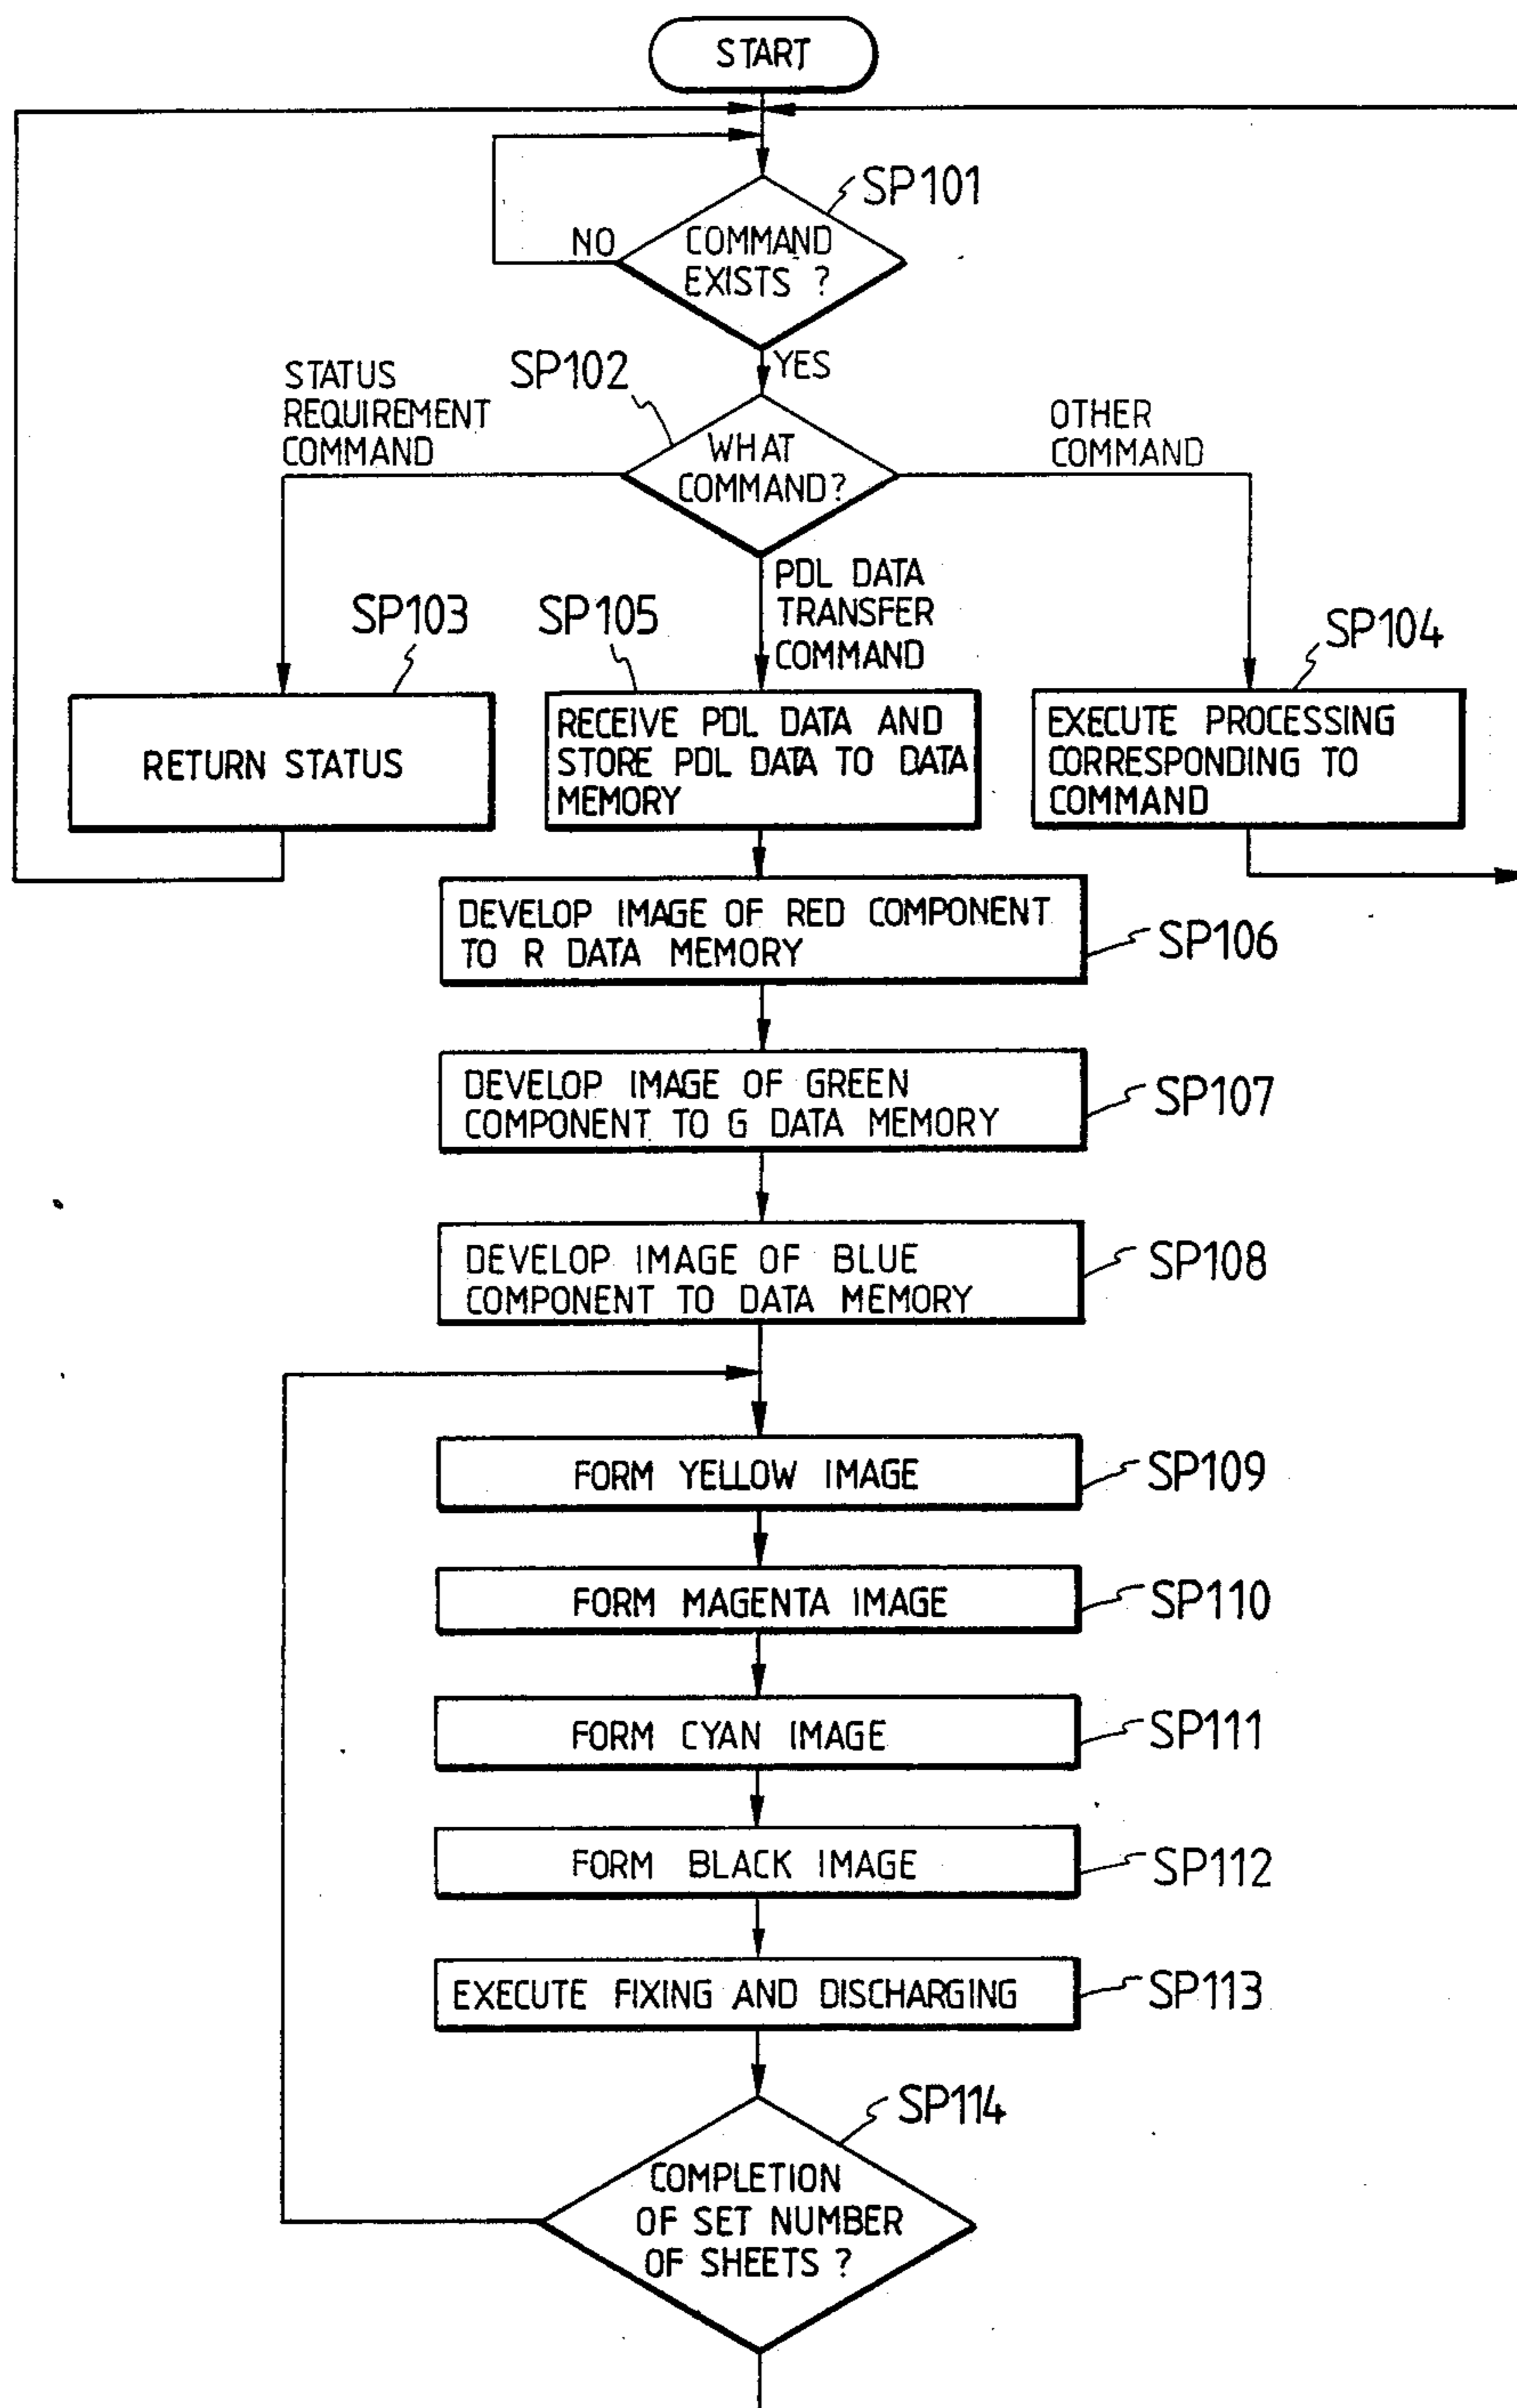 START
SP101
NO
COMMAND
EXISTS ?
YES
SP102
STATUS
REQUIREMENT
COMMAND
WHAT
COMMAND?
OTHER
COMMAND
PDL DATA
TRANSFER
COMMAND
SP103
SP105
SP104
RETURN STATUS
RECEIVE PDL DATA AND
STORE PDL DATA TO DATA
MEMORY
EXECUTE PROCESSING
CORRESPONDING TO
COMMAND
DEVELOP IMAGE OF RED COMPONENT
TO R DATA MEMORY
SP106
DEVELOP IMAGE OF GREEN
COMPONENT TO G DATA MEMORY
SP107
DEVELOP IMAGE OF BLUE
COMPONENT TO DATA MEMORY
SP108
FORM YELLOW IMAGE
SP109
FORM MAGENTA IMAGE
SP110
FORM CYAN IMAGE
SP111
FORM BLACK IMAGE
SP112
EXECUTE FIXING AND DISCHARGING
SP113
SP114
COMPLETION
OF SET NUMBER
OF SHEETS ?